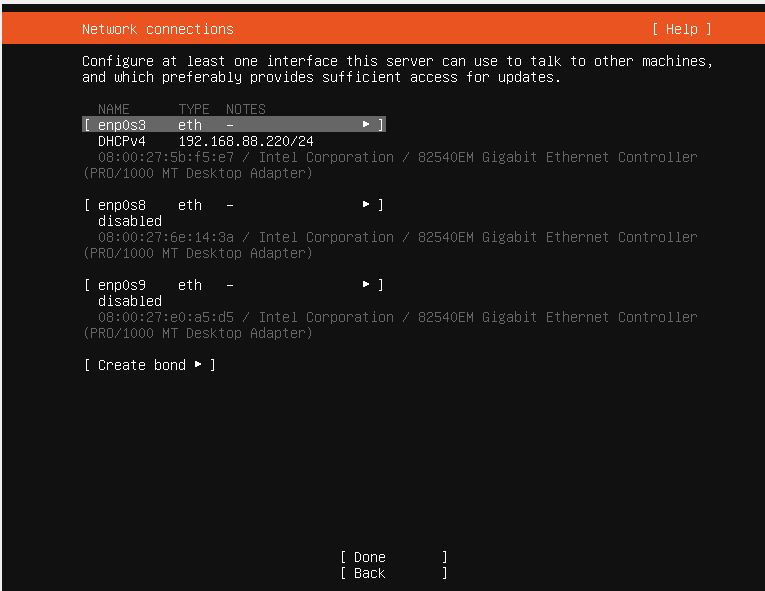 Network connections [ Help ]
Configure at least one interface this server can use to talk to other machines,
and which preferably provides sufficient access for updates.
NAME TYPE NOTES
[ enp0s3 eth - ▸ ]
DHCPv4 192.168.88.220/24
08:00:27:5b:f5:e7 / Intel Corporation / 82540EM Gigabit Ethernet Controller
(PRO/1000 MT Desktop Adapter)
[ enp0s8 eth - ▸ ]
disabled
08:00:27:6e:14:3a / Intel Corporation / 82540EM Gigabit Ethernet Controller
(PRO/1000 MT Desktop Adapter)
[ enp0s9 eth - ▸ ]
disabled
08:00:27:e0:a5:d5 / Intel Corporation / 82540EM Gigabit Ethernet Controller
(PRO/1000 MT Desktop Adapter)
[ Create bond ▸ ]
[ Done ]
[ Back ]